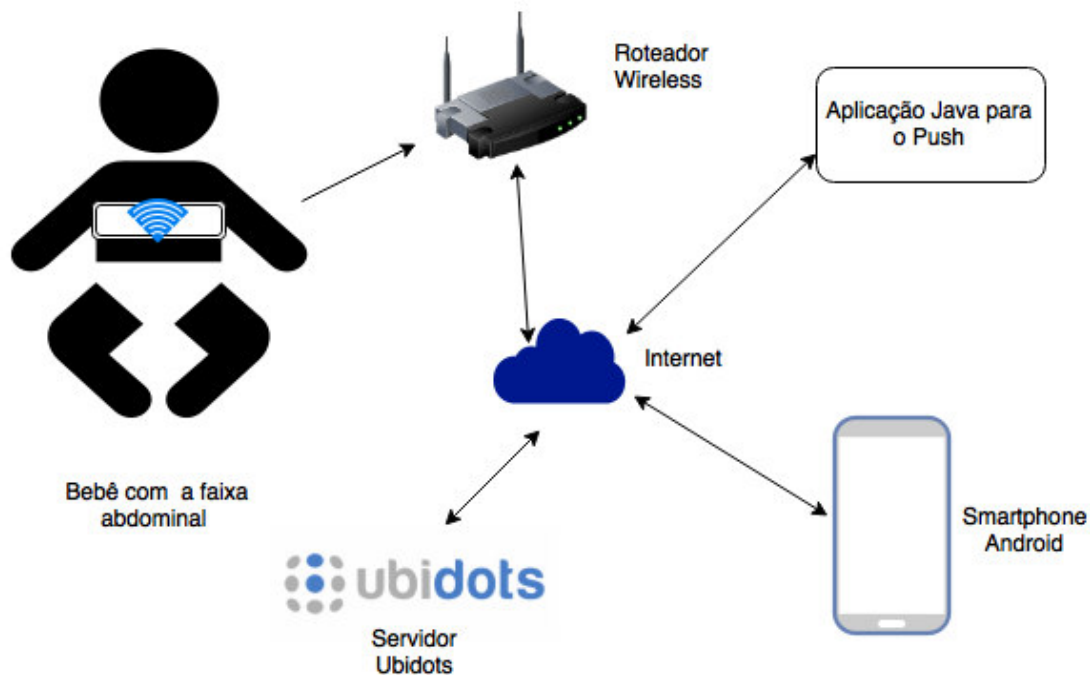 Roteador
Wireless
Aplicação Java para
o Push
Internet
Bebê com a faixa
abdominal
Smartphone
Android
ubidots
Servidor
Ubidots